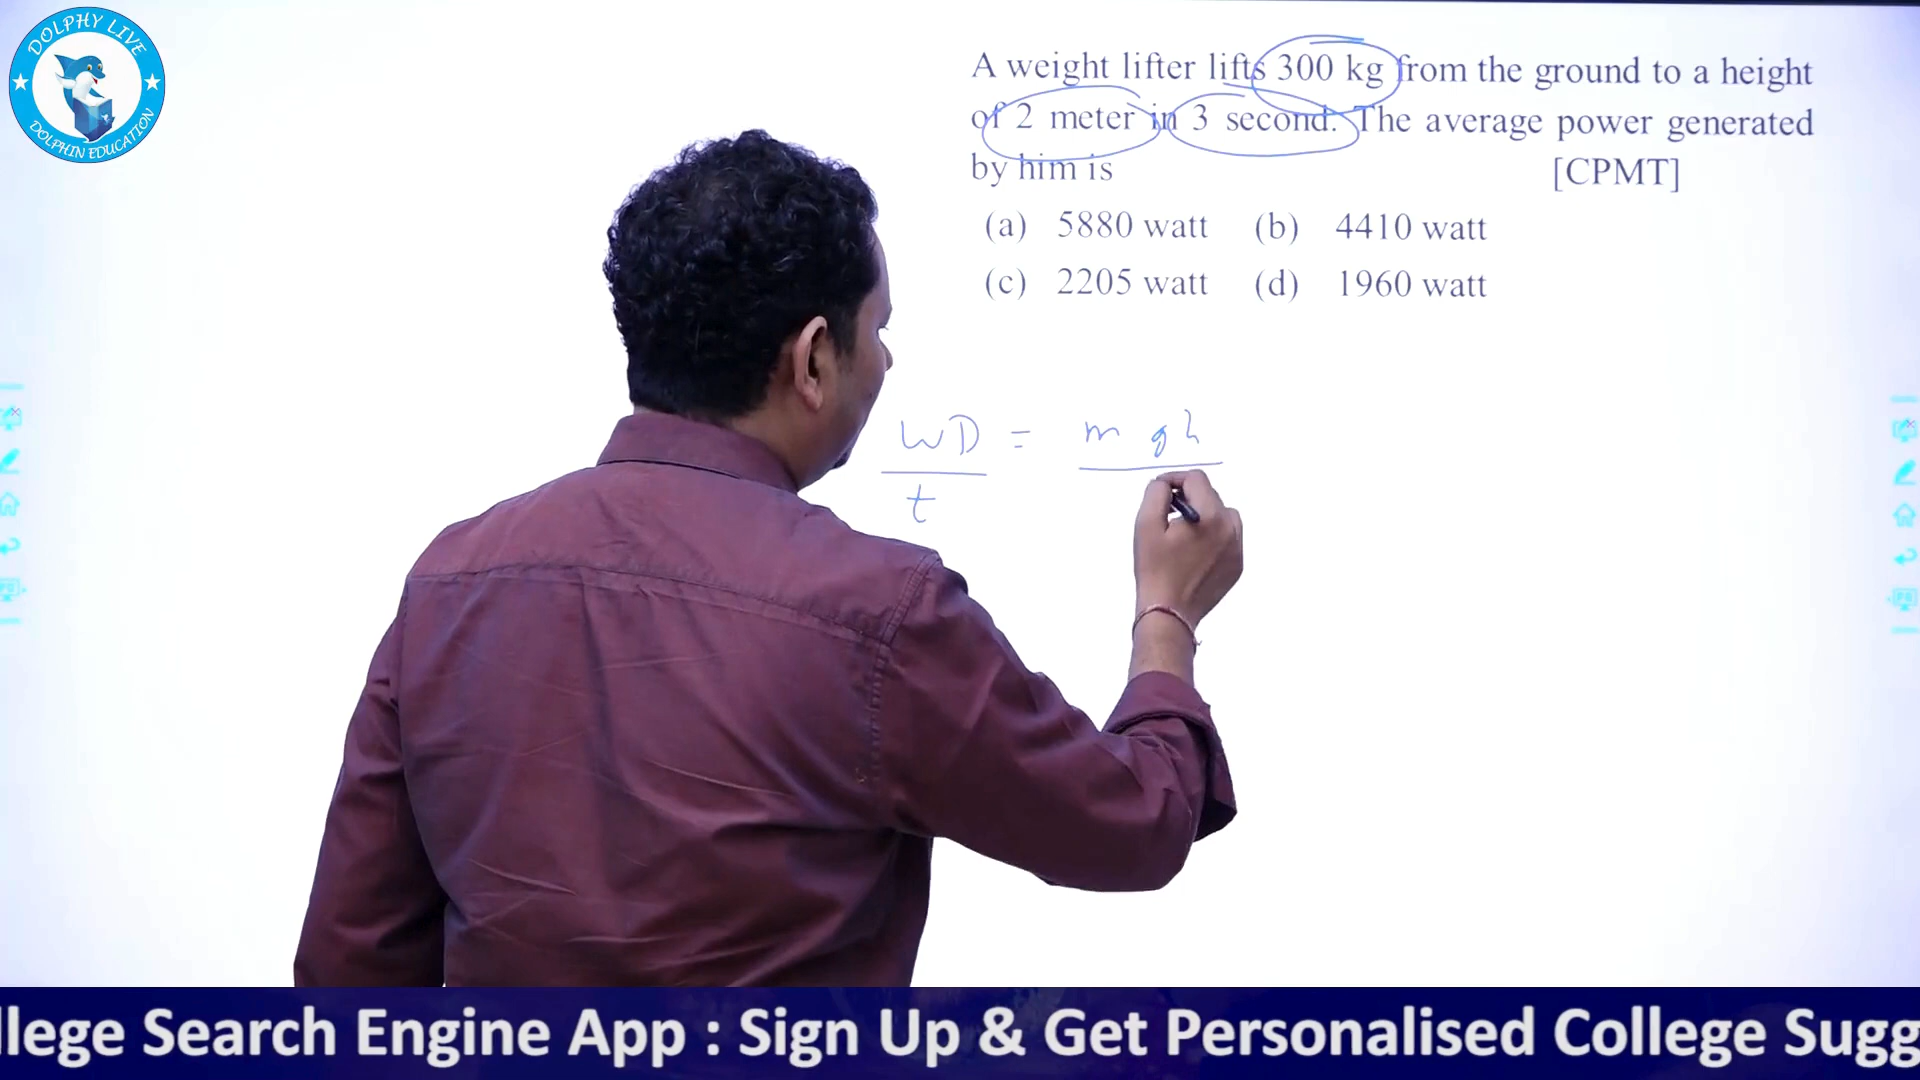 DOLPHY LIVE
DOLPHIN EDUCATION
A weight lifter lifts 300 kg from the ground to a height
of 2 meter in 3 second. The average power generated
by him is [CPMT]
(a) 5880 watt (b) 4410 watt
(c) 2205 watt (d) 1960 watt
WD = mgh
t
llege Search Engine App : Sign Up & Get Personalised College Sugg